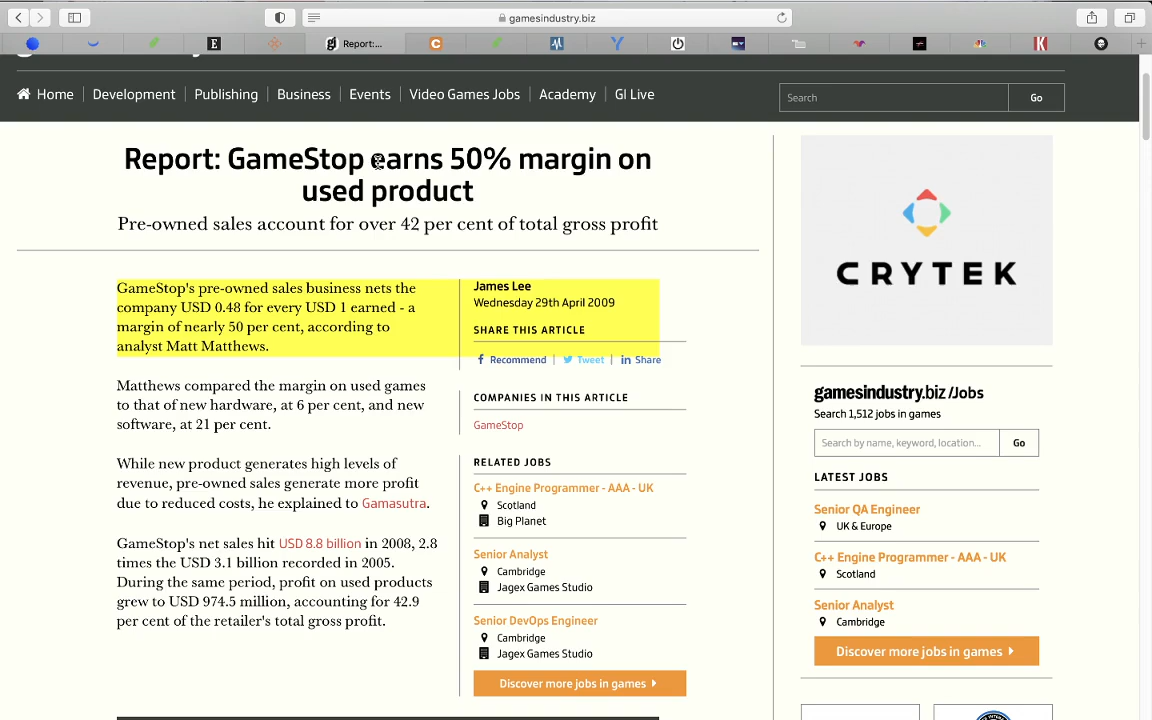 gamesindustry.biz
Report:...
Home
Development
Publishing
Business
Events
Video Games Jobs
Academy
GI Live
Search
Go
Report: GameStop earns 50% margin on
used product
Pre-owned sales account for over 42 per cent of total gross profit
GameStop's pre-owned sales business nets the
company USD 0.48 for every USD 1 earned - a
margin of nearly 50 per cent, according to
analyst Matt Matthews.
Matthews compared the margin on used games
to that of new hardware, at 6 per cent, and new
software, at 21 per cent.
While new product generates high levels of
revenue, pre-owned sales generate more profit
due to reduced costs, he explained to Gamasutra.
GameStop's net sales hit USD 8.8 billion in 2008, 2.8
times the USD 3.1 billion recorded in 2005.
During the same period, profit on used products
grew to USD 974.5 million, accounting for 42.9
per cent of the retailer's total gross profit.
James Lee
Wednesday 29th April 2009
SHARE THIS ARTICLE
Recommend
Tweet
Share
COMPANIES IN THIS ARTICLE
GameStop
RELATED JOBS
C++ Engine Programmer - AAA - UK
Scotland
Big Planet
Senior Analyst
Cambridge
Jagex Games Studio
Senior DevOps Engineer
Cambridge
Jagex Games Studio
Discover more jobs in games
CRYTEK
gamesindustry.biz /Jobs
Search 1,512 jobs in games
Search by name, keyword, location...
Go
LATEST JOBS
Senior QA Engineer
UK & Europe
C++ Engine Programmer - AAA - UK
Scotland
Senior Analyst
Cambridge
Discover more jobs in games